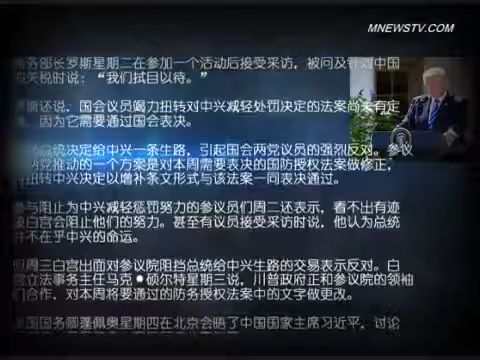 MNEWSTV.COM
务部长罗斯星期二在参加一个活动后接受采访，被问及针对中国
关税时说：“我们拭目以待。”
斯还说，国会议员竭力扭转对中兴减轻处罚决定的法案尚未有定
，因为它需要通过国会表决。
总统决定给中兴一条生路，引起国会两党议员的强烈反对。参议
党推动的一个方案是对本周需要表决的国防授权法案做修正，
扭转中兴决定以增补条文形式与该法案一同表决通过。
与阻止为中兴减轻惩罚努力的参议员们周二还表示，看不出有迹
白宫会阻止他们的努力。甚至有议员接受采访时说，他认为总统
不在乎中兴的命运。
周三白宫出面对参议院阻挡总统给中兴生路的交易表示反对。白
立法事务主任马克•硕尔特星期三说，川普政府正和参议院的领袖
们合作，对本周将要通过的防务授权法案中的文字做更改。
国国务卿蓬佩奥星期四在北京会晤了中国国家主席习近平，讨论